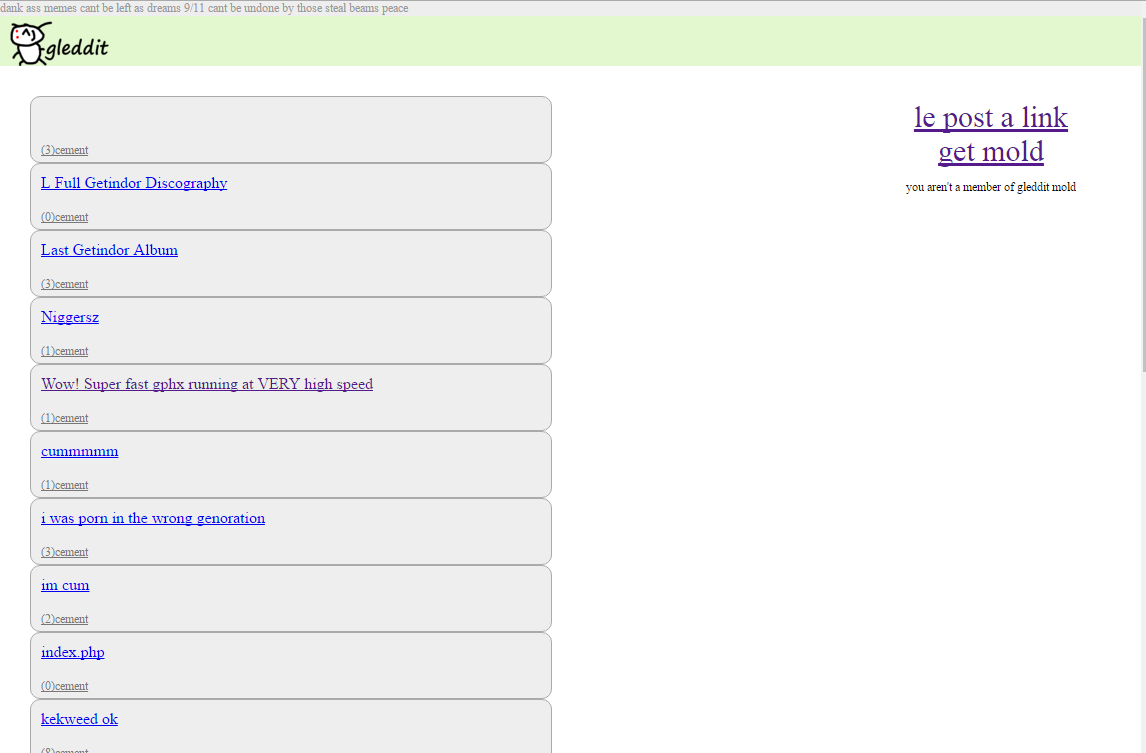 dank ass memes cant be left as dreams 9/11 cant be undone by those steal beams peace
gleddit
(3)cement
L Full Getindor Discography
(0)cement
Last Getindor Album
(3)cement
Niggersz
(1)cement
Wow! Super fast gphx running at VERY high speed
(1)cement
cummmmm
(1)cement
i was porn in the wrong genoration
(3)cement
im cum
(2)cement
index.php
(0)cement
kekweed ok
(8)cement
le post a link
get mold
you aren't a member of gleddit mold